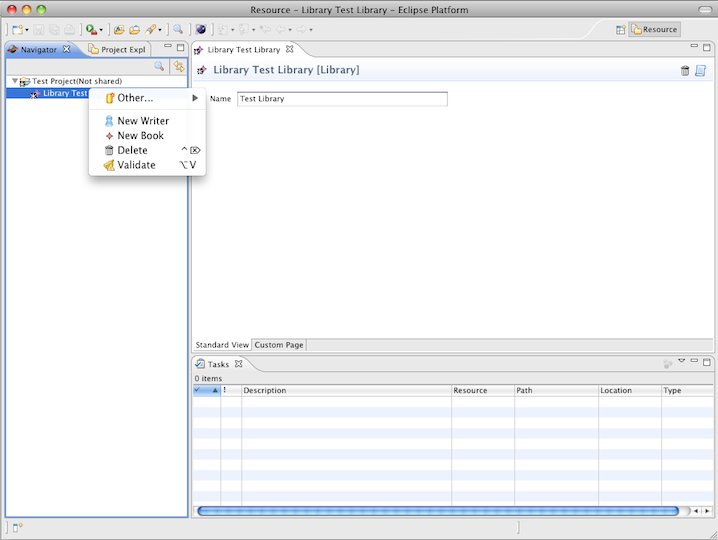 Resource – Library Test Library – Eclipse Platform
Resource
Navigator
Project Expl
Test Project(Not shared)
Library Test
Other...
New Writer
New Book
Delete ^⌦
Validate ⌥V
Library Test Library
Library Test Library [Library]
Name Test Library
Standard View Custom Page
Tasks
0 items
! Description Resource Path Location Type